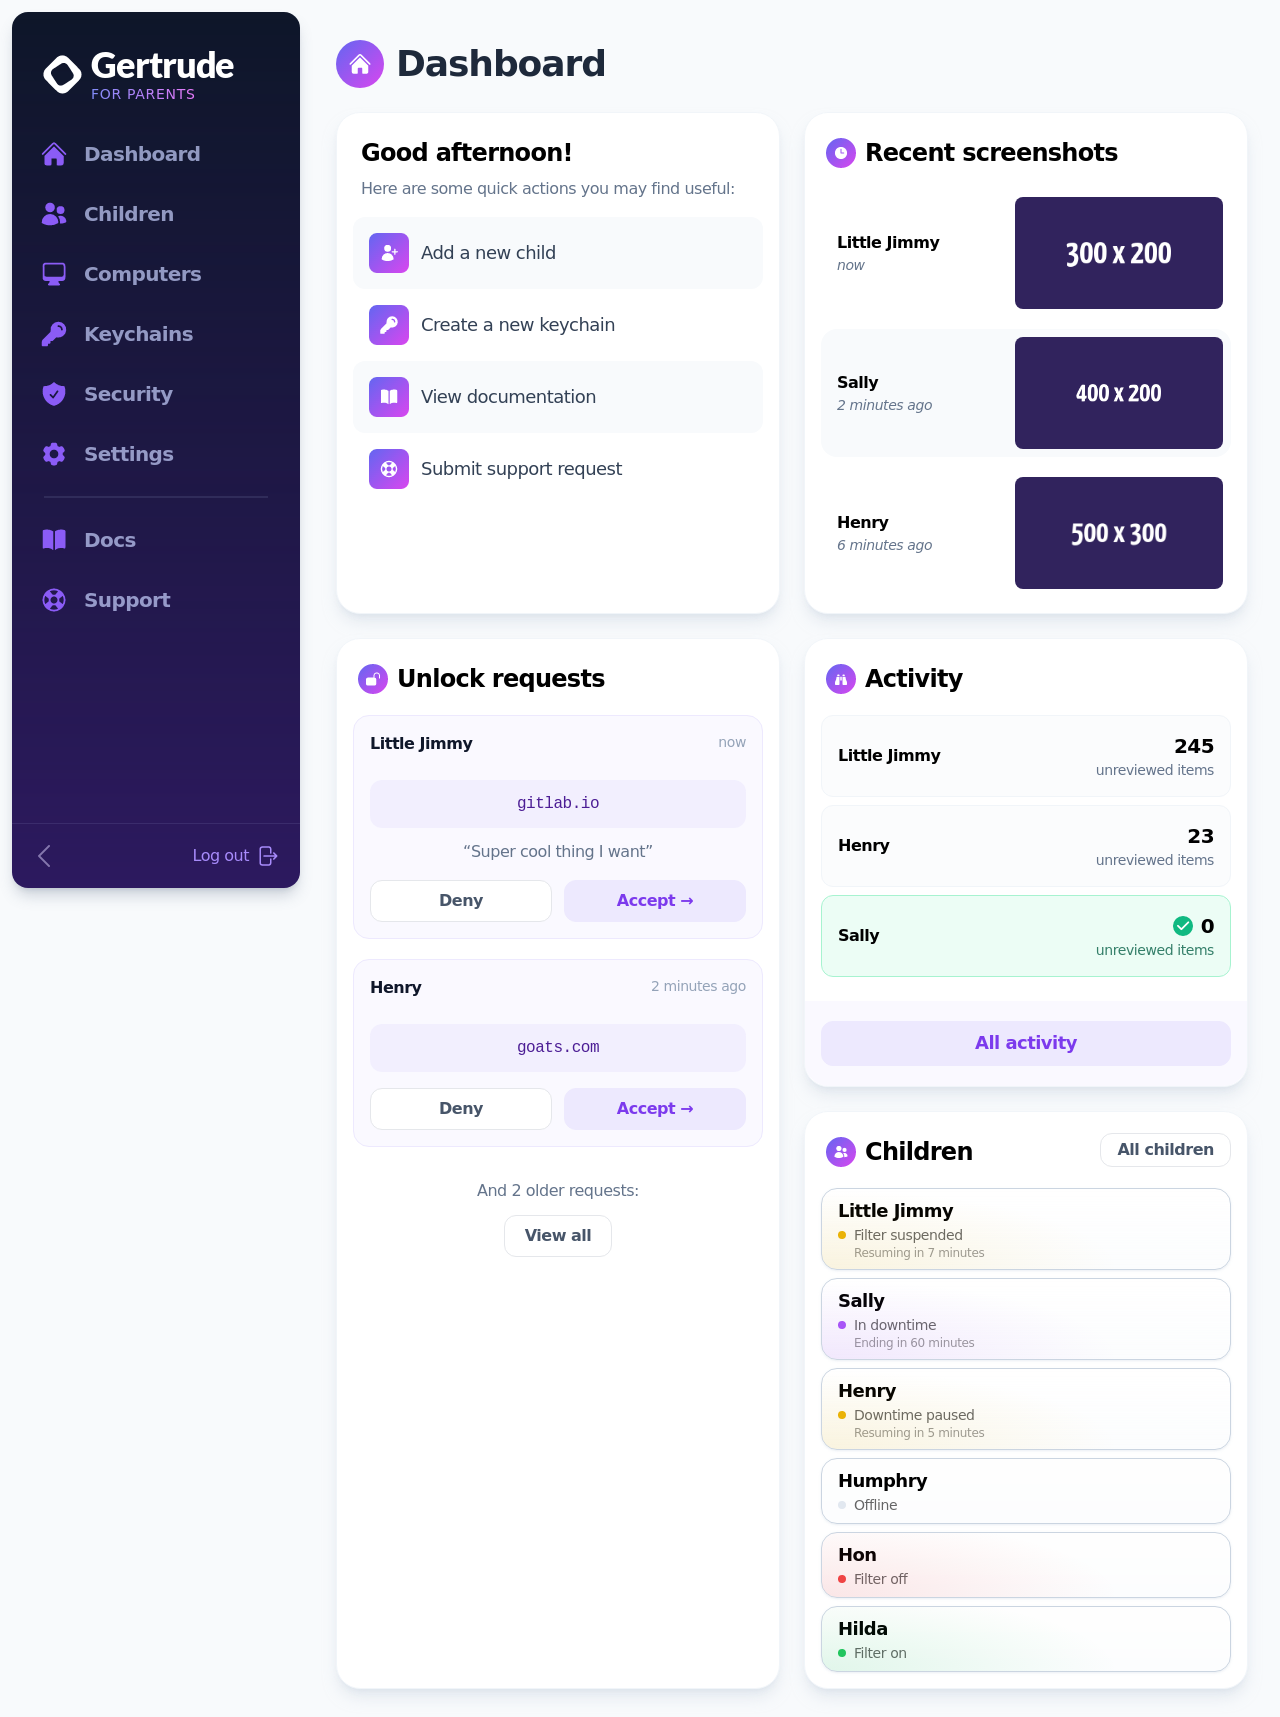 Gertrude
FOR PARENTS
Dashboard
Children
Computers
Keychains
Security
Settings
Docs
Support
Log out
Dashboard
Good afternoon!
Here are some quick actions you may find useful:
Add a new child
Create a new keychain
View documentation
Submit support request
Recent screenshots
Little Jimmy
now
300 x 200
Sally
2 minutes ago
400 x 200
Henry
6 minutes ago
500 x 300
Unlock requests
Little Jimmy
now
gitlab.io
“Super cool thing I want”
Deny
Accept →
Henry
2 minutes ago
goats.com
Deny
Accept →
And 2 older requests:
View all
Activity
Little Jimmy
245
unreviewed items
Henry
23
unreviewed items
Sally
0
unreviewed items
All activity
Children
All children
Little Jimmy
Filter suspended
Resuming in 7 minutes
Sally
In downtime
Ending in 60 minutes
Henry
Downtime paused
Resuming in 5 minutes
Humphry
Offline
Hon
Filter off
Hilda
Filter on